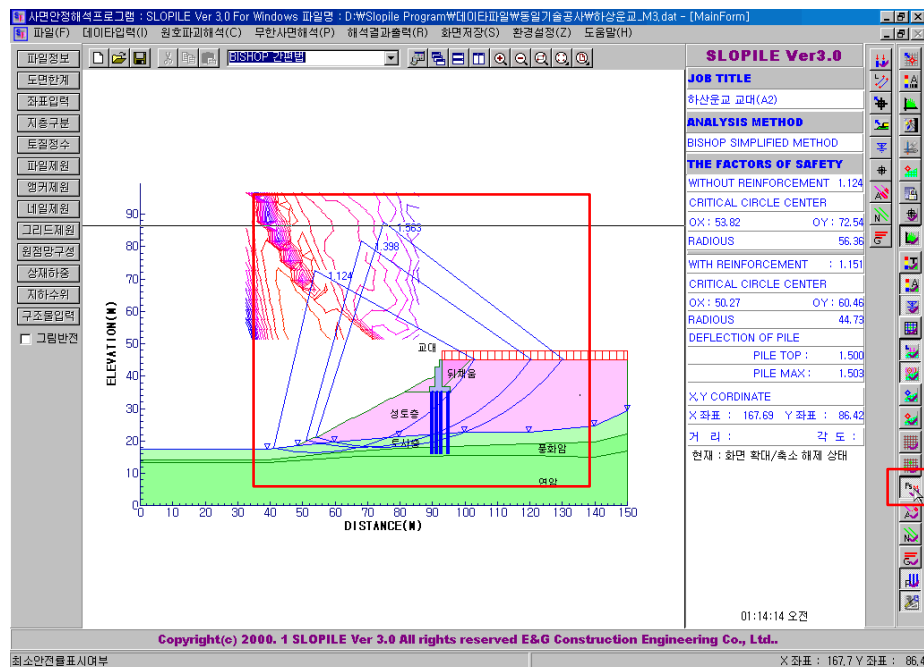 사면안정해석프로그램 : SLOPILE Ver 3,0 For Windows 파일명 : D:₩Slopile Program₩데이타파일₩동일기술공사₩하상운교_M3,dat - [MainForm]
파일(F) 데이타입력(I) 원호파괴해석(C) 무한사면해석(P) 해석결과출력(R) 화면저장(S) 환경설정(Z) 도움말(H)
BISHOP 간편법
파일정보
도면한계
좌표입력
지층구분
토질정수
파일제원
앵커제원
네일제원
그리드제원
원점망구성
상재하중
지하수위
구조물입력
그림반전
ELEVATION(M)
90
80
70
60
50
40
30
20
10
0
1.563
1.398
1.124
교대
뒤채움
성토층
토사층
풍화암
연암
0 10 20 30 40 50 60 70 80 90 100 110 120 130 140 150
DISTANCE(M)
SLOPILE Ver3.0
JOB TITLE
하산운교 교대(A2)
ANALYSIS METHOD
BISHOP SIMPLIFIED METHOD
THE FACTORS OF SAFETY
WITHOUT REINFORCEMENT 1.124
CRITICAL CIRCLE CENTER
OX : 53.82 OY : 72.54
RADIOUS 56.36
WITH REINFORCEMENT : 1.151
CRITICAL CIRCLE CENTER
OX : 50.27 OY : 60.46
RADIOUS 44.73
DEFLECTION OF PILE
PILE TOP : 1.500
PILE MAX : 1.503
X,Y CORDINATE
X 좌표 : 167.69 Y 좌표 : 86.42
거 리 : 각 도 :
현재 : 화면 확대/축소 해제 상태
01:14:14 오전
Copyright(c) 2000. 1 SLOPILE Ver 3.0 All rights reserved E&G Construction Engineering Co., Ltd..
최소안전률표시여부
X 좌표 : 167,7 Y 좌표 : 86,4